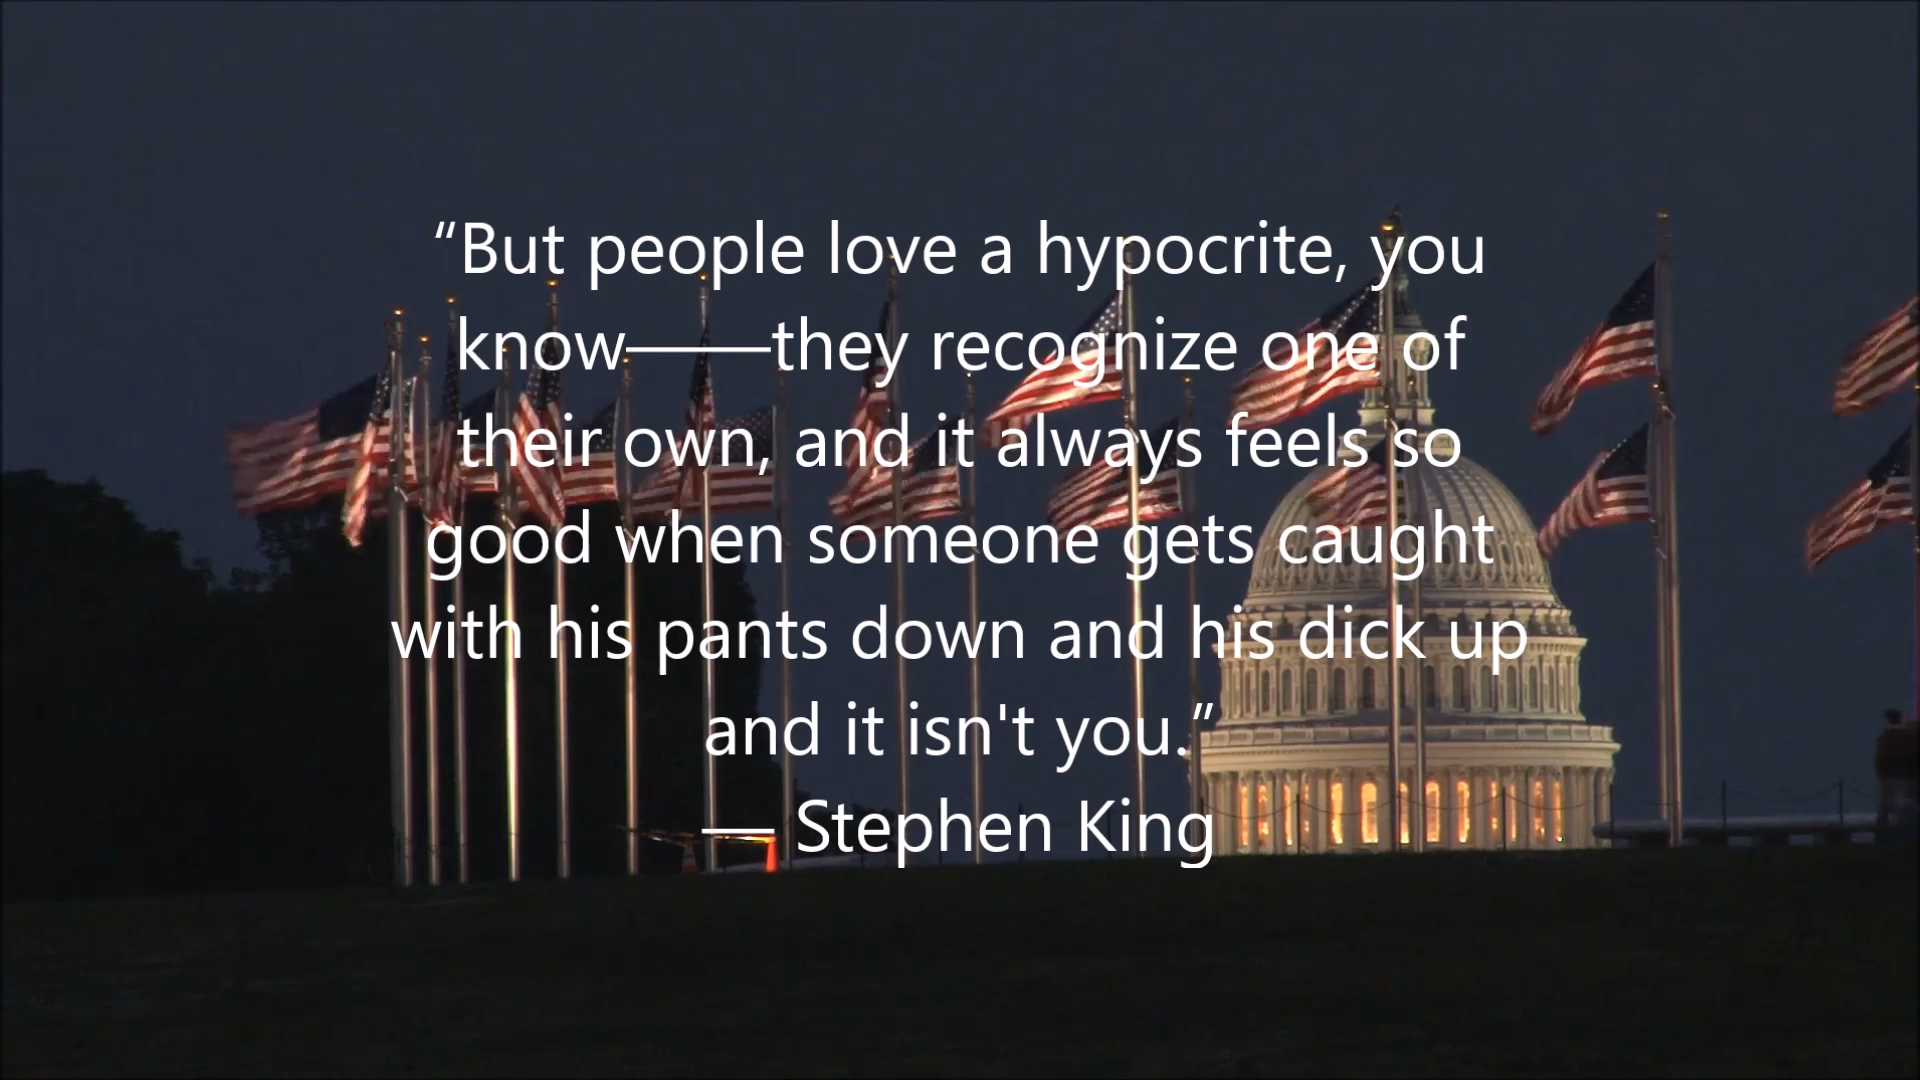 “But people love a hypocrite, you
know——they recognize one of
their own, and it always feels so
good when someone gets caught
with his pants down and his dick up
and it isn't you.”
— Stephen King